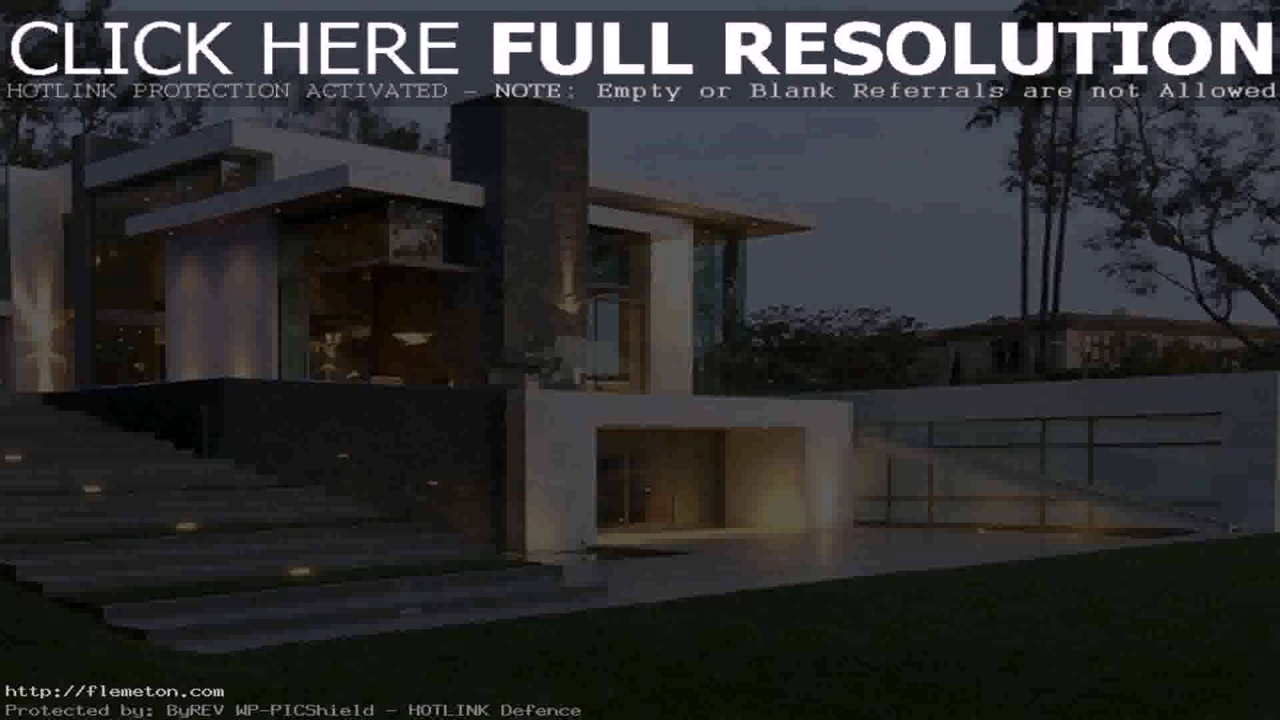 CLICK HERE FULL RESOLUTION
HOTLINK PROTECTION ACTIVATED – NOTE: Empty or Blank Referrals are not Allowed
http://flemeton.com
Protected by: ByREV WP-PICShield – HOTLINK Defence